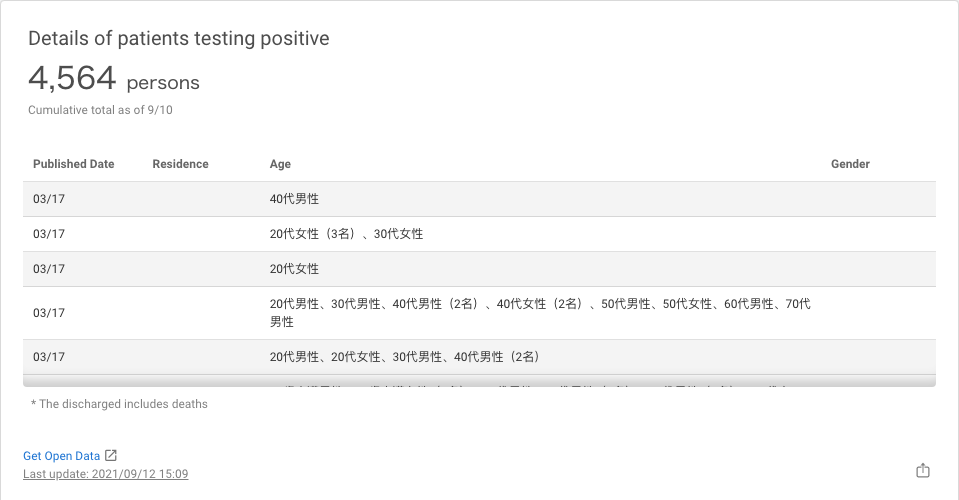 Details of patients testing positive
4,564 persons
Cumulative total as of 9/10
Published Date Residence Age Gender
03/17 40代男性
03/17 20代女性（3名）、30代女性
03/17 20代女性
03/17 20代男性、30代男性、40代男性（2名）、40代女性（2名）、50代男性、50代女性、60代男性、70代
男性
03/17 20代男性、20代女性、30代男性、40代男性（2名）
* The discharged includes deaths
Get Open Data
Last update: 2021/09/12 15:09